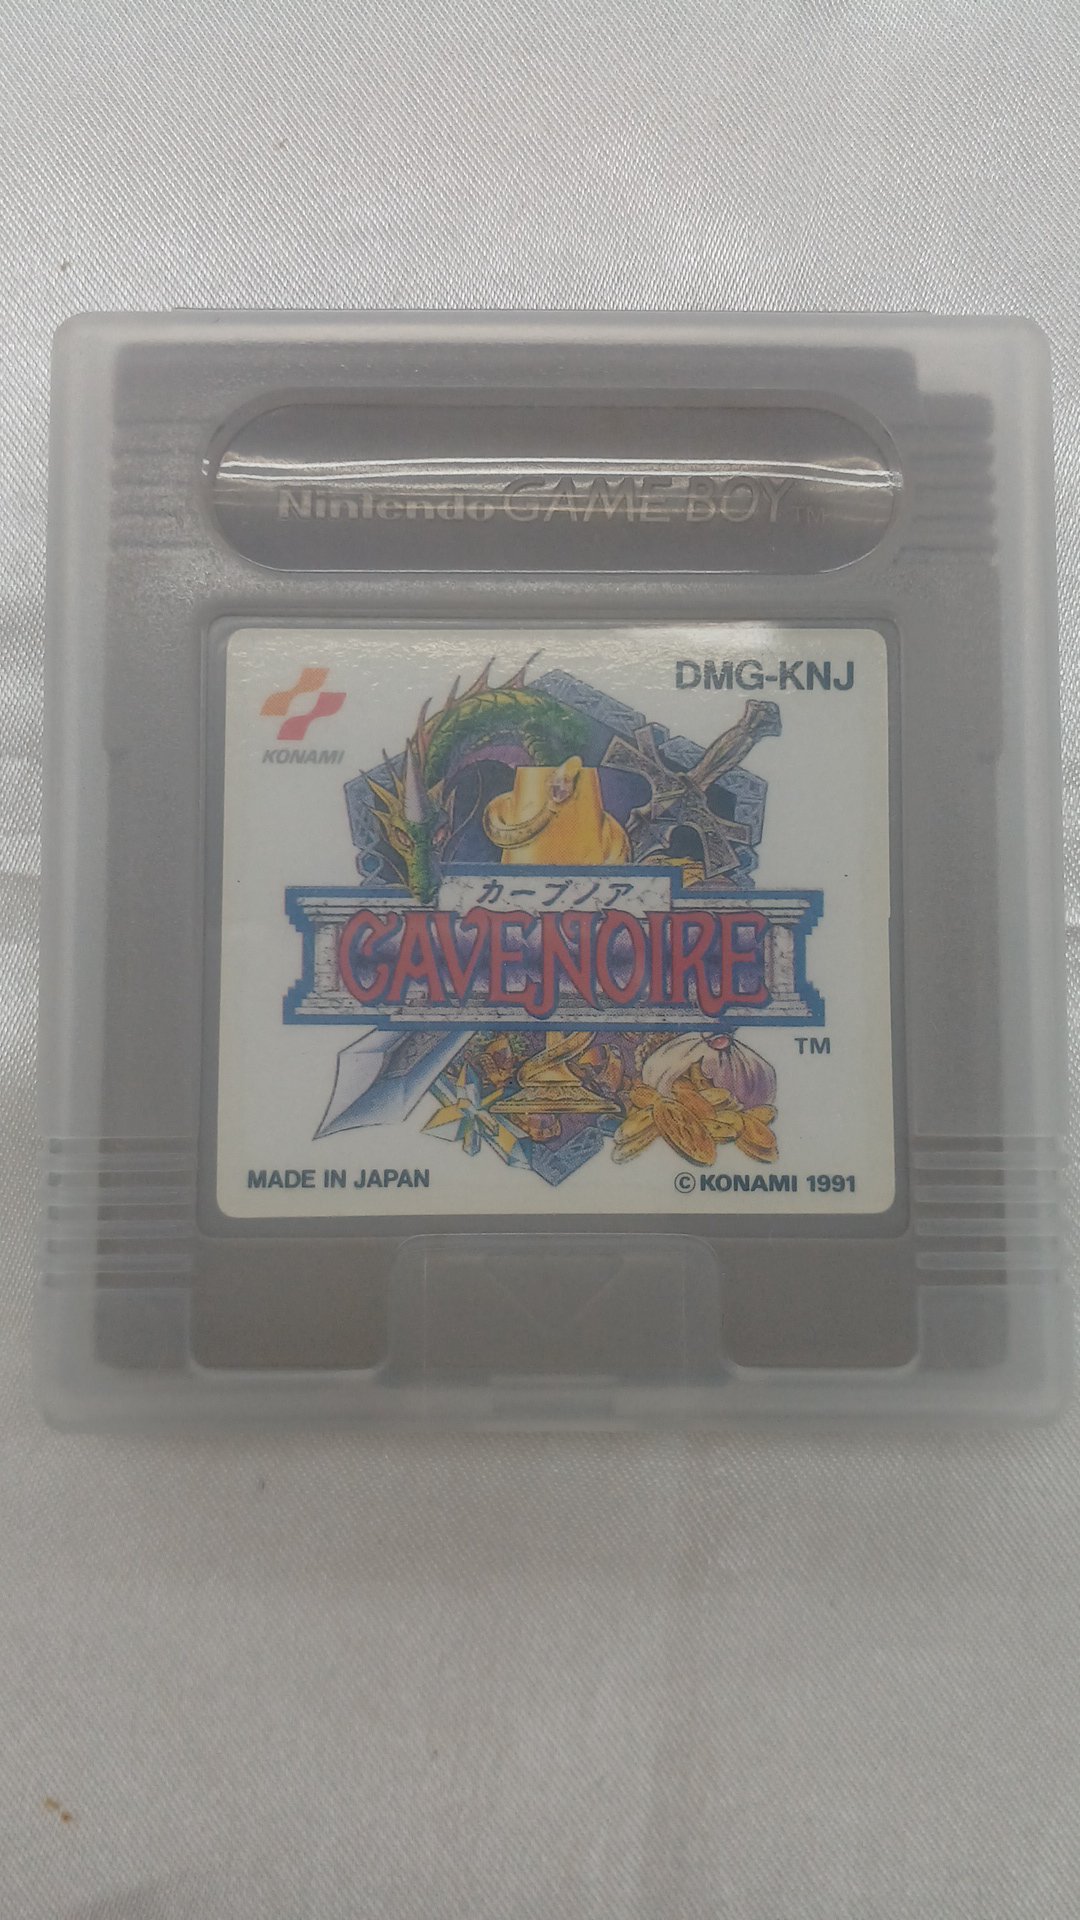 Nintendo GAME BOY TM
DMG-KNJ
KONAMI
カーブノア
CAVENOIRE
TM
MADE IN JAPAN
© KONAMI 1991